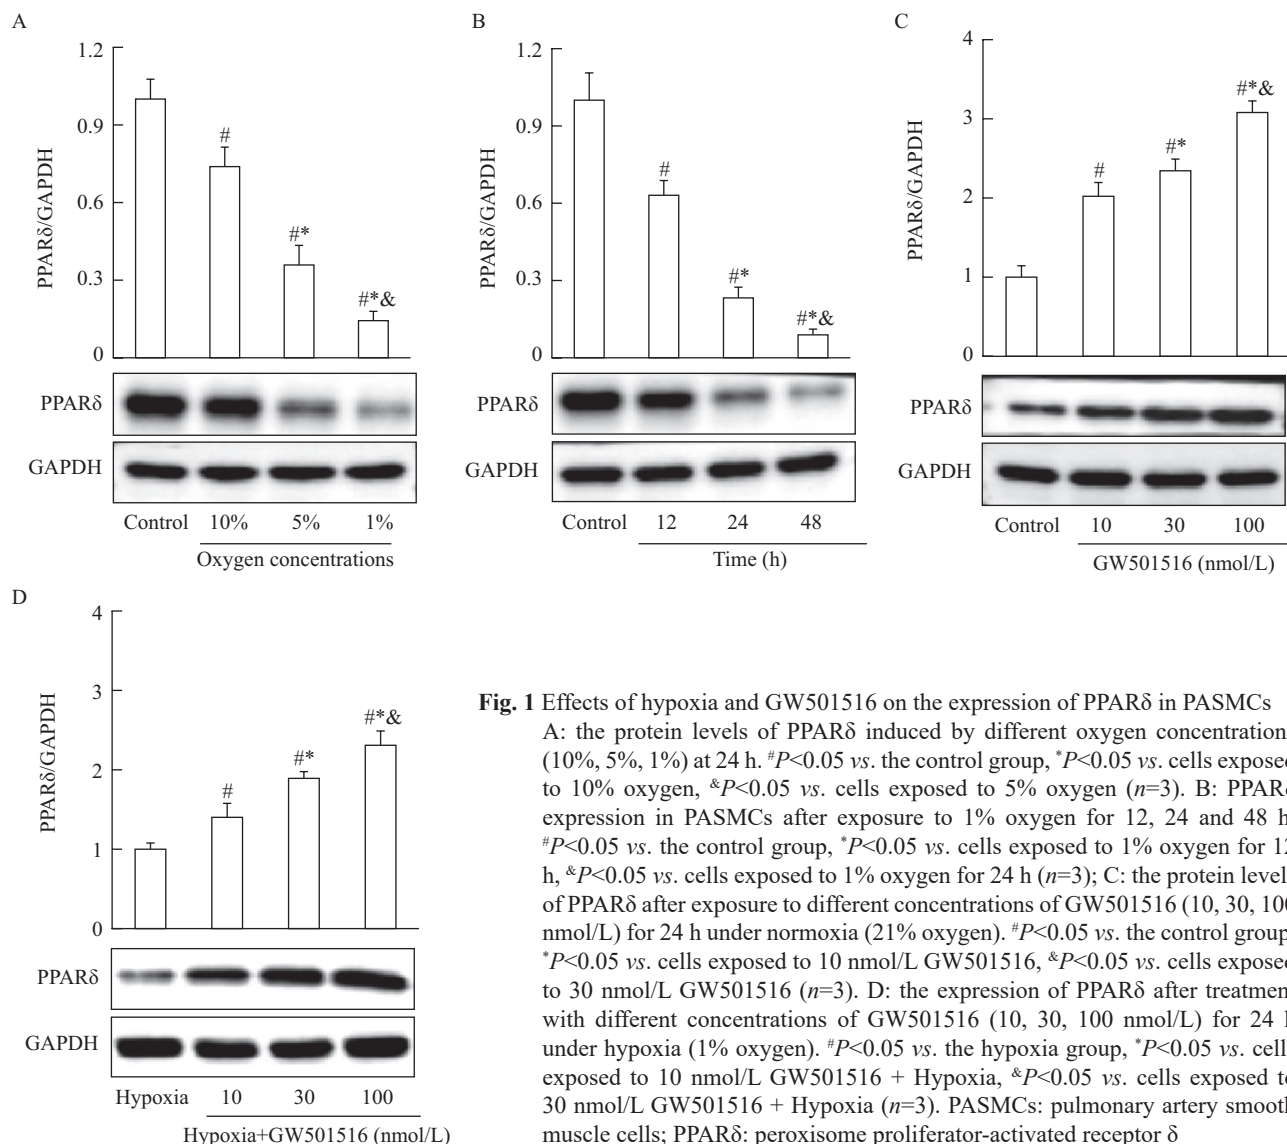 A
1.2
0.9
0.6
0.3
0
PPARδ/GAPDH
#
#*
#*&
PPARδ
GAPDH
Control 10% 5% 1%
Oxygen concentrations
B
1.2
0.9
0.6
0.3
0
PPARδ/GAPDH
#
#*
#*&
PPARδ
GAPDH
Control 12 24 48
Time (h)
C
4
3
2
1
0
PPARδ/GAPDH
#
#*
#*&
PPARδ
GAPDH
Control 10 30 100
GW501516 (nmol/L)
D
4
3
2
1
0
PPARδ/GAPDH
#
#*
#*&
PPARδ
GAPDH
Hypoxia 10 30 100
Hypoxia+GW501516 (nmol/L)
Fig. 1 Effects of hypoxia and GW501516 on the expression of PPARδ in PASMCs
A: the protein levels of PPARδ induced by different oxygen concentration
(10%, 5%, 1%) at 24 h. #P<0.05 vs. the control group, *P<0.05 vs. cells exposed
to 10% oxygen, &P<0.05 vs. cells exposed to 5% oxygen (n=3). B: PPARδ
expression in PASMCs after exposure to 1% oxygen for 12, 24 and 48 h
#P<0.05 vs. the control group, *P<0.05 vs. cells exposed to 1% oxygen for 12
h, &P<0.05 vs. cells exposed to 1% oxygen for 24 h (n=3); C: the protein level
of PPARδ after exposure to different concentrations of GW501516 (10, 30, 100
nmol/L) for 24 h under normoxia (21% oxygen). #P<0.05 vs. the control group
*P<0.05 vs. cells exposed to 10 nmol/L GW501516, &P<0.05 vs. cells exposed
to 30 nmol/L GW501516 (n=3). D: the expression of PPARδ after treatmen
with different concentrations of GW501516 (10, 30, 100 nmol/L) for 24 h
under hypoxia (1% oxygen). #P<0.05 vs. the hypoxia group, *P<0.05 vs. cell
exposed to 10 nmol/L GW501516 + Hypoxia, &P<0.05 vs. cells exposed to
30 nmol/L GW501516 + Hypoxia (n=3). PASMCs: pulmonary artery smooth
muscle cells; PPARδ: peroxisome proliferator-activated receptor δ